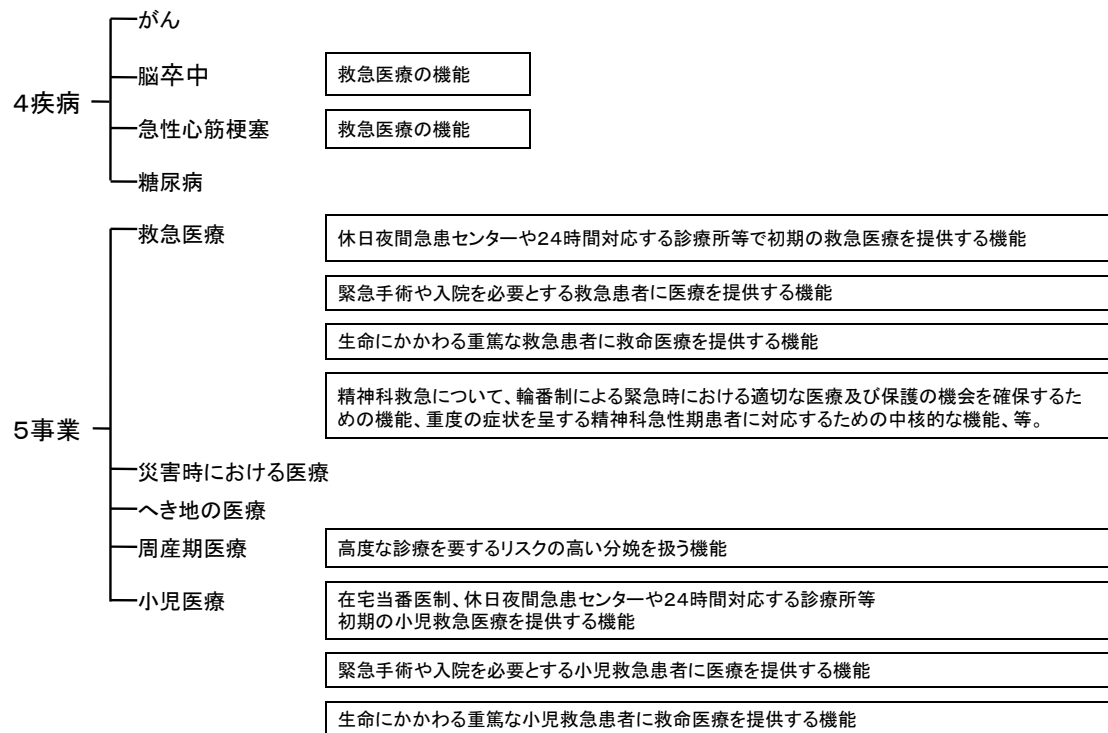 4疾病
がん
脳卒中
救急医療の機能
急性心筋梗塞
救急医療の機能
糖尿病
5事業
救急医療
休日夜間急患センターや24時間対応する診療所等で初期の救急医療を提供する機能
緊急手術や入院を必要とする救急患者に医療を提供する機能
生命にかかわる重篤な救急患者に救命医療を提供する機能
精神科救急について、輪番制による緊急時における適切な医療及び保護の機会を確保するた
めの機能、重度の症状を呈する精神科急性期患者に対応するための中核的な機能、等。
災害時における医療
へき地の医療
周産期医療
高度な診療を要するリスクの高い分娩を扱う機能
小児医療
在宅当番医制、休日夜間急患センターや24時間対応する診療所等
初期の小児救急医療を提供する機能
緊急手術や入院を必要とする小児救急患者に医療を提供する機能
生命にかかわる重篤な小児救急患者に救命医療を提供する機能